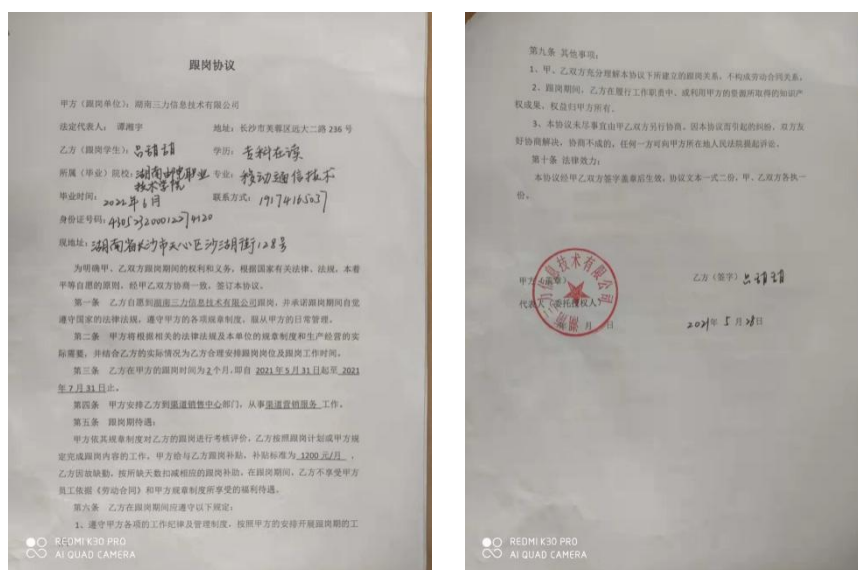 跟岗协议
甲方（跟岗单位）：湖南三力信息技术有限公司
法定代表人：谭湘宇 地址：长沙市芙蓉区远大二路236号
乙方（跟岗学生）： 学历：专科在读
所属（毕业）院校：湖南邮电职业技术学院 专业：移动通信技术
毕业时间：2022年6月 联系方式：19174165037
身份证号码：
现地址：湖南省长沙市天心区沙湖街128号
为明确甲、乙双方跟岗期间的权利和义务，根据国家有关法律、法规，本着
平等自愿的原则，经甲乙双方协商一致，签订本协议。
第一条 乙方自愿到湖南三力信息技术有限公司跟岗，并承诺跟岗期间自觉
遵守国家的法律法规，遵守甲方的各项规章制度，服从甲方的日常管理。
第二条 甲方将根据相关的法律法规及本单位的规章制度和生产经营的实
际需要，并结合乙方的实际情况为乙方合理安排跟岗岗位及跟岗工作时间。
第三条 乙方在甲方的跟岗时间为2个月，即自 2021年5月31日起至 2021
年7月31日止。
第四条 甲方安排乙方到渠道销售中心部门，从事渠道营销服务 工作。
第五条 跟岗期待遇：
甲方依其规章制度对乙方的跟岗进行考核评价，乙方按照跟岗计划或甲方规
定完成跟岗内容的工作，甲方给与乙方跟岗补贴，补贴标准为 1200元/月 ，
乙方因故缺勤，按所缺天数扣减相应的跟岗补助。在跟岗期间，乙方不享受甲方
员工依据《劳动合同》和甲方规章制度所享受的福利待遇。
第六条 乙方在跟岗期间应遵守以下规定：
1、遵守甲方各项的工作纪律及管理制度，按照甲方的安排开展跟岗期的工
REDMI K30 PRO
AI QUAD CAMERA
第九条 其他事项：
1、甲、乙双方充分理解本协议下所建立的跟岗关系，不构成劳动合同关系。
2、跟岗期间，乙方在履行工作职责中、或利用甲方的资源所取得的知识产
权成果，权益归甲方所有。
3、本协议未尽事宜由甲乙双方另行协商。因本协议而引起的纠纷，双方友
好协商解决，协商不成的，任何一方可向甲方所在地人民法院提起诉讼。
第十条 法律效力：
本协议经甲乙双方签字盖章后生效，协议文本一式二份，甲、乙双方各执一
份。
甲方（盖章） 乙方（签字）
代表人（委托授权人）
年 月 日 2021年 5月28日
湖南三力信息技术有限公司
REDMI K30 PRO
AI QUAD CAMERA